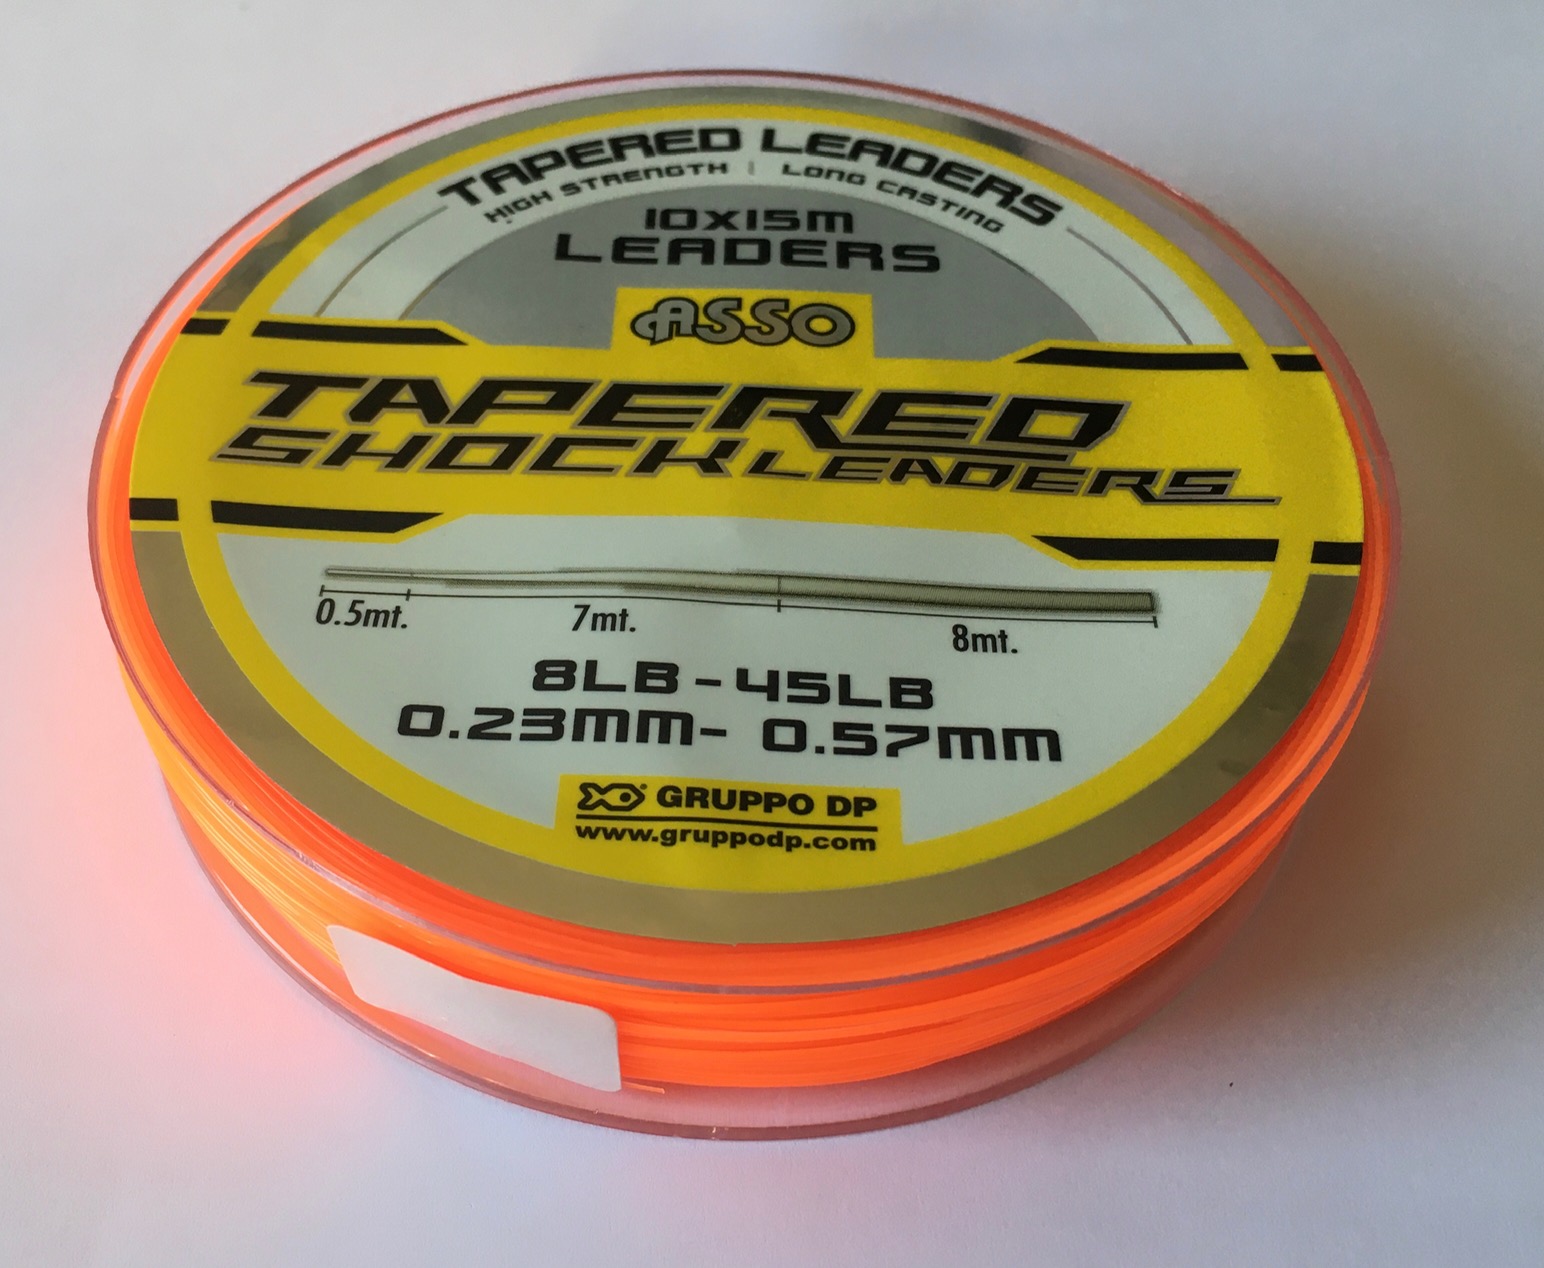 TAPERED LEADERS
HIGH STRENGTH | LONG CASTING
10X15M
LEADERS
ASSO
TAPERED
SHOCK LEADERS
0.5mt. 7mt. 8mt.
8LB-45LB
0.23mm- 0.57mm
GRUPPO DP
www.gruppodp.com